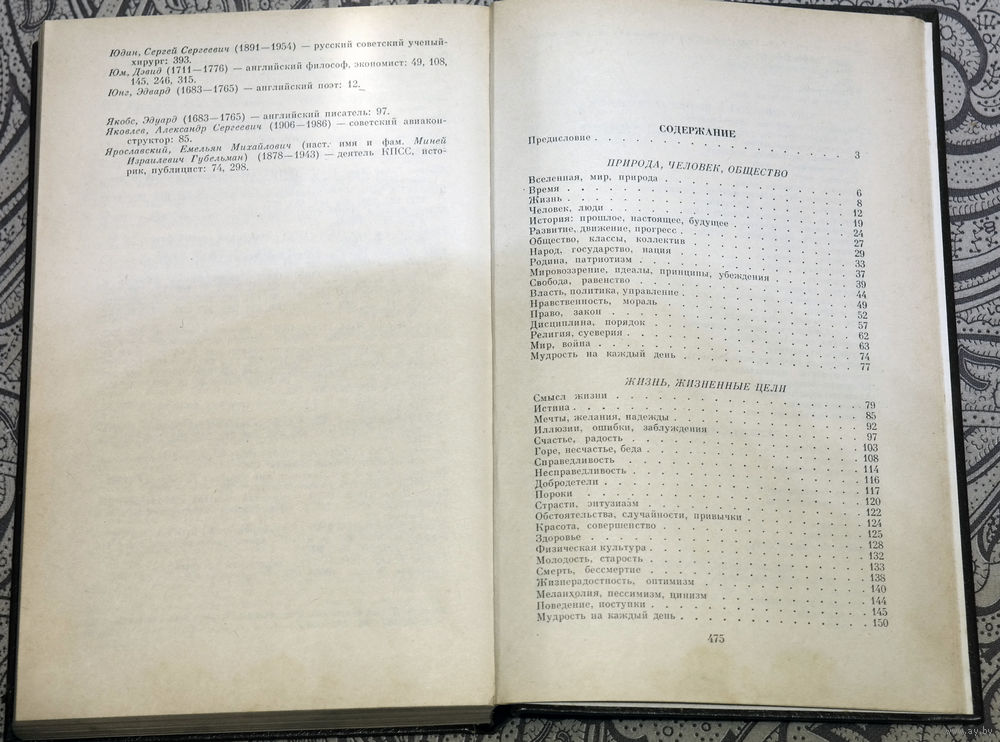 Юдин, Сергей Сергеевич (1891—1954) — русский советский ученый-
хирург: 393.
Юм, Дэвид (1711—1776) — английский философ, экономист: 49, 108,
145, 246, 315.
Юнг, Эдвард (1683—1765) — английский поэт: 12.
Якобс, Эдуард (1683—1765) — английский писатель: 97.
Яковлев, Александр Сергеевич (1906—1986) — советский авиакон-
структор: 85.
Ярославский, Емельян Михайлович (наст. имя и фам. Миней
Израилевич Губельман) (1878—1943) — деятель КПСС, исто-
рик, публицист: 74, 298.
СОДЕРЖАНИЕ
Предисловие . . . . . . . . . . 3
ПРИРОДА, ЧЕЛОВЕК, ОБЩЕСТВО
Вселенная, мир, природа . . . . . . . . . . 6
Время . . . . . . . . . . 8
Жизнь . . . . . . . . . . 12
Человек, люди . . . . . . . . . . 19
История: прошлое, настоящее, будущее . . . . . . . . . . 24
Развитие, движение, прогресс . . . . . . . . . . 27
Общество, классы, коллектив . . . . . . . . . . 29
Народ, государство, нация . . . . . . . . . . 33
Родина, патриотизм . . . . . . . . . . 37
Мировоззрение, идеалы, принципы, убеждения . . . . . . . . . . 39
Свобода, равенство . . . . . . . . . . 44
Власть, политика, управление . . . . . . . . . . 49
Нравственность, мораль . . . . . . . . . . 52
Право, закон . . . . . . . . . . 57
Дисциплина, порядок . . . . . . . . . . 62
Религия, суеверия . . . . . . . . . . 63
Мир, война . . . . . . . . . . 74
Мудрость на каждый день . . . . . . . . . . 77
ЖИЗНЬ, ЖИЗНЕННЫЕ ЦЕЛИ
Смысл жизни . . . . . . . . . . 79
Истина . . . . . . . . . . 85
Мечты, желания, надежды . . . . . . . . . . 92
Иллюзии, ошибки, заблуждения . . . . . . . . . . 97
Счастье, радость . . . . . . . . . . 103
Горе, несчастье, беда . . . . . . . . . . 108
Справедливость . . . . . . . . . . 114
Несправедливость . . . . . . . . . . 116
Добродетели . . . . . . . . . . 117
Пороки . . . . . . . . . . 120
Страсти, энтузиазм . . . . . . . . . . 122
Обстоятельства, случайности, привычки . . . . . . . . . . 124
Красота, совершенство . . . . . . . . . . 125
Здоровье . . . . . . . . . . 128
Физическая культура . . . . . . . . . . 132
Молодость, старость . . . . . . . . . . 133
Смерть, бессмертие . . . . . . . . . . 138
Жизнерадостность, оптимизм . . . . . . . . . . 140
Меланхолия, пессимизм, цинизм . . . . . . . . . . 144
Поведение, поступки . . . . . . . . . . 145
Мудрость на каждый день . . . . . . . . . . 150
475
www.ay.by